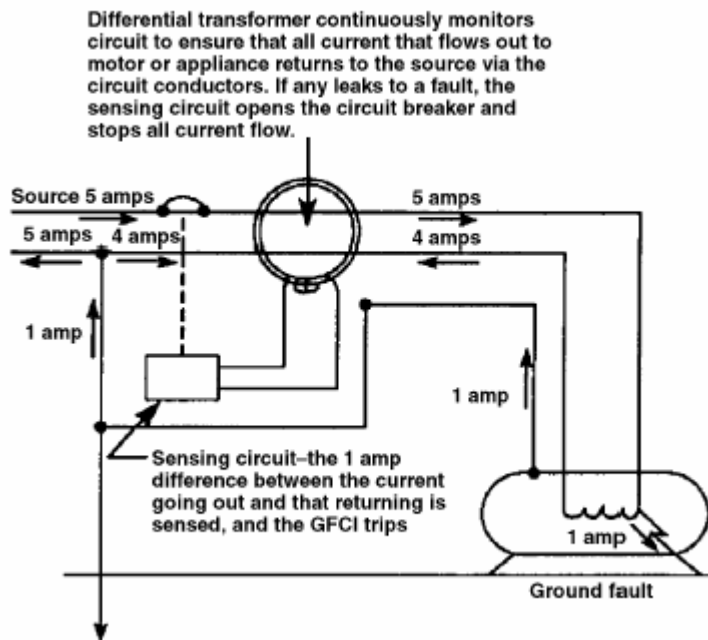 Differential transformer continuously monitors
circuit to ensure that all current that flows out to
motor or appliance returns to the source via the
circuit conductors. If any leaks to a fault, the
sensing circuit opens the circuit breaker and
stops all current flow.
Source 5 amps
5 amps
5 amps
4 amps
4 amps
1 amp
1 amp
Sensing circuit–the 1 amp
difference between the current
going out and that returning is
sensed, and the GFCI trips
1 amp
Ground fault